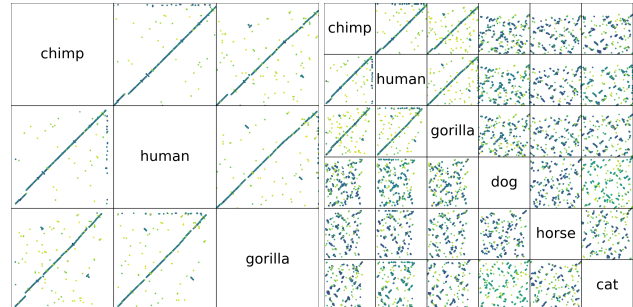 chimp
human
gorilla
chimp
human
gorilla
dog
horse
cat